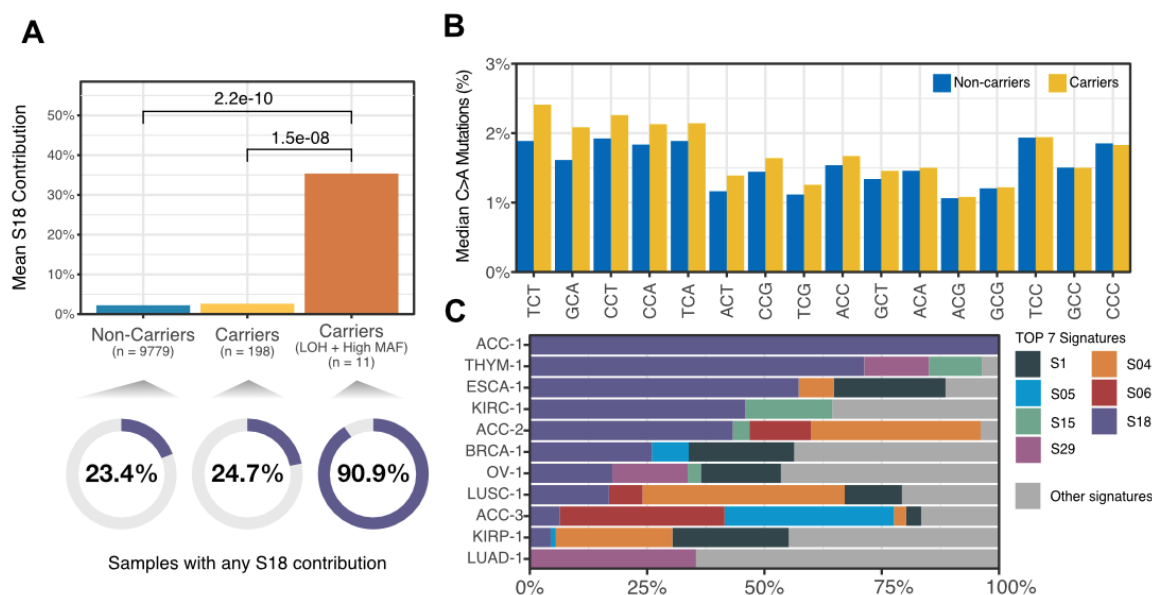 A
Mean S18 Contribution
50%
40%
30%
20%
10%
0%
2.2e-10
1.5e-08
Non-Carriers
(n = 9779)
Carriers
(n = 198)
Carriers
(LOH + High MAF)
(n = 11)
23.4%
24.7%
90.9%
Samples with any S18 contribution
B
Median C>A Mutations (%)
3%
2%
1%
0%
Non-carriers
Carriers
TCT
GCA
CCT
CCA
TCA
ACT
CCG
TCG
ACC
GCT
ACA
ACG
GCG
TCC
GCC
CCC
C
ACC-1
THYM-1
ESCA-1
KIRC-1
ACC-2
BRCA-1
OV-1
LUSC-1
ACC-3
KIRP-1
LUAD-1
0%
25%
50%
75%
100%
TOP 7 Signatures
S1
S04
S05
S06
S15
S18
S29
Other signatures